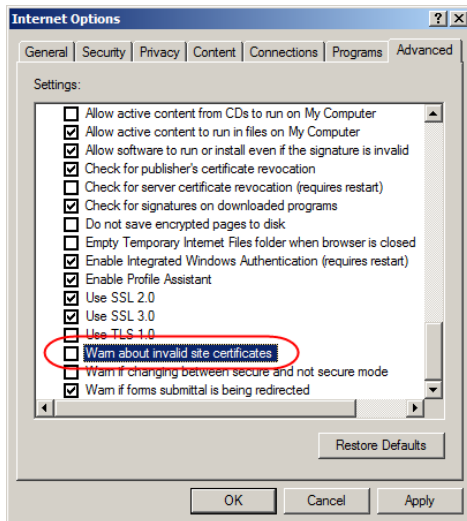 Internet Options
General Security Privacy Content Connections Programs Advanced
Settings:
Allow active content from CDs to run on My Computer
Allow active content to run in files on My Computer
Allow software to run or install even if the signature is invalid
Check for publisher's certificate revocation
Check for server certificate revocation (requires restart)
Check for signatures on downloaded programs
Do not save encrypted pages to disk
Empty Temporary Internet Files folder when browser is closed
Enable Integrated Windows Authentication (requires restart)
Enable Profile Assistant
Use SSL 2.0
Use SSL 3.0
Use TLS 1.0
Warn about invalid site certificates
Warn if changing between secure and not secure mode
Warn if forms submittal is being redirected
Restore Defaults
OK Cancel Apply